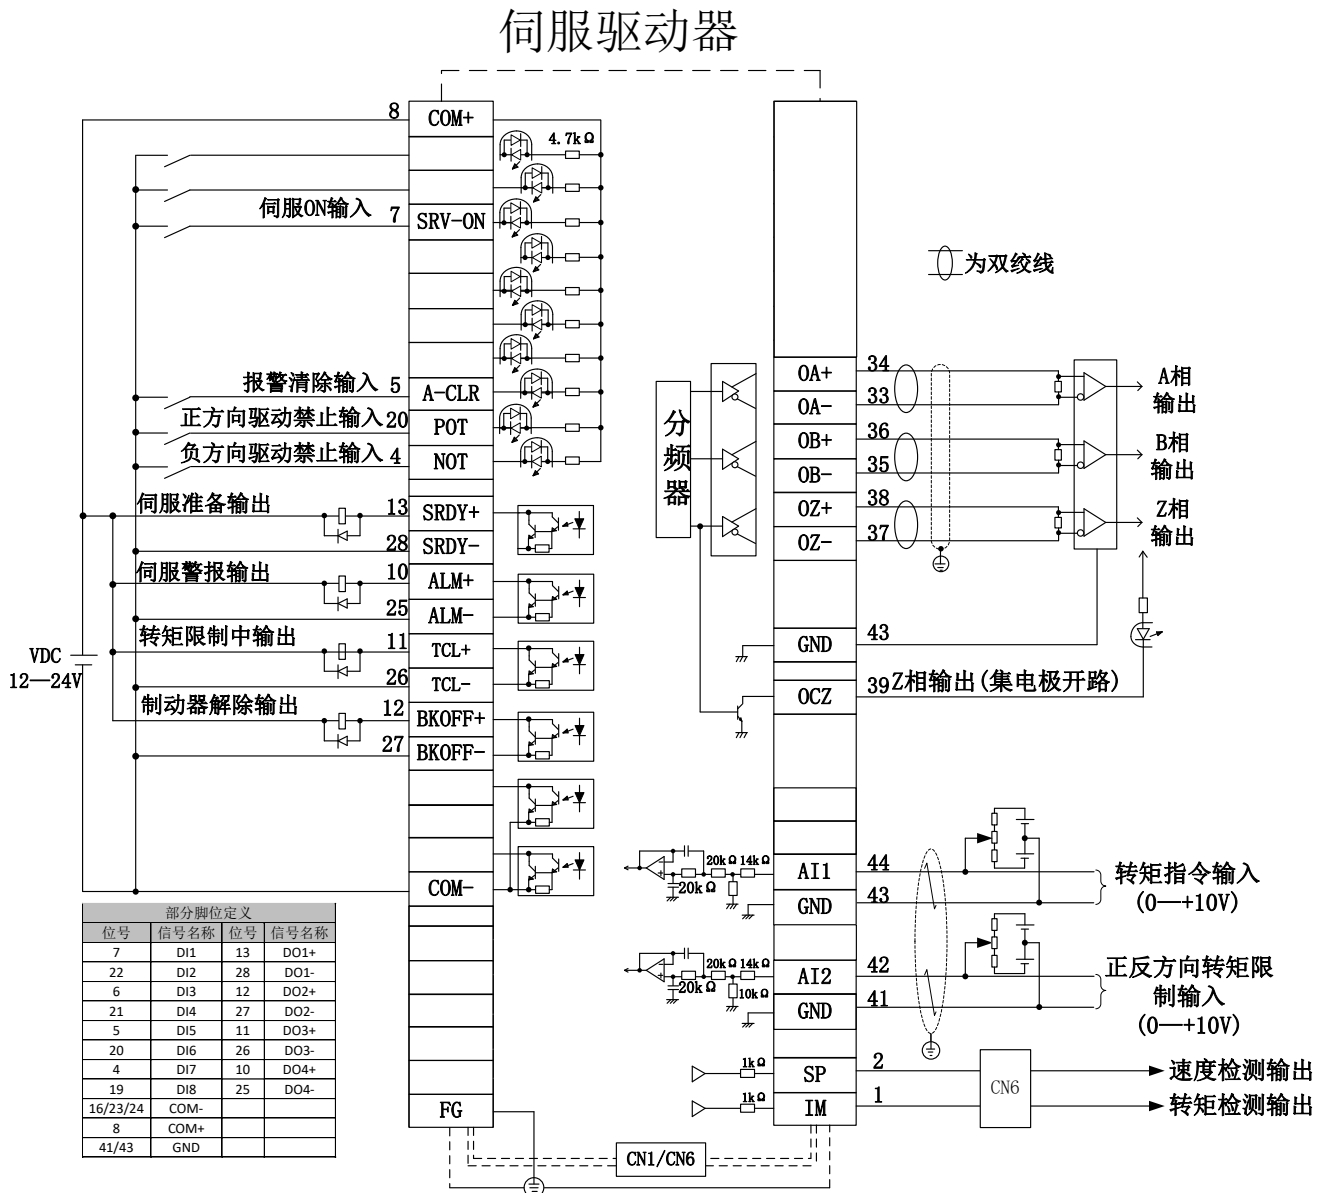 伺服驱动器
8
COM+
4.7kΩ
伺服ON输入 7
SRV-ON
报警清除输入 5
A-CLR
正方向驱动禁止输入 20
POT
负方向驱动禁止输入 4
NOT
伺服准备输出
13
SRDY+
28
SRDY-
伺服警报输出
10
ALM+
25
ALM-
转矩限制中输出
11
TCL+
26
TCL-
制动器解除输出
12
BKOFF+
27
BKOFF-
VDC
12—24V
COM-
FG
部分脚位定义
位号 信号名称 位号 信号名称
7 DI1 13 DO1+
22 DI2 28 DO1-
6 DI3 12 DO2+
21 DI4 27 DO2-
5 DI5 11 DO3+
20 DI6 26 DO3-
4 DI7 10 DO4+
19 DI8 25 DO4-
16/23/24 COM-
8 COM+
41/43 GND
为双绞线
分频器
OA+
34
OA-
33
A相
输出
OB+
36
OB-
35
B相
输出
OZ+
38
OZ-
37
Z相
输出
GND
43
OCZ
39 Z相输出(集电极开路)
20kΩ 14kΩ
20kΩ
AI1
44
GND
43
转矩指令输入
(0—+10V)
20kΩ 14kΩ
20kΩ
10kΩ
AI2
42
GND
41
正反方向转矩限
制输入
(0—+10V)
1kΩ
SP
2
1kΩ
IM
1
CN6
速度检测输出
转矩检测输出
CN1/CN6